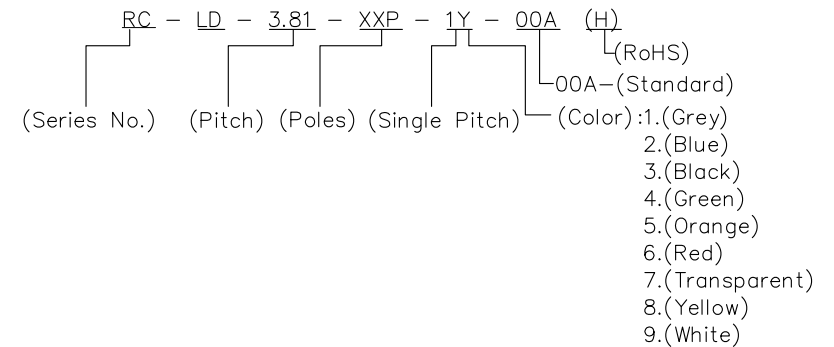 RC - LD - 3.81 - XXP - 1Y - 00A (H)
(RoHS)
00A-(Standard)
(Series No.) (Pitch) (Poles) (Single Pitch) (Color):1.(Grey)
2.(Blue)
3.(Black)
4.(Green)
5.(Orange)
6.(Red)
7.(Transparent)
8.(Yellow)
9.(White)